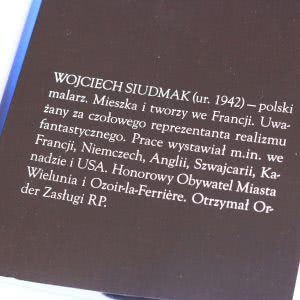 WOJCIECH SIUDMAK (ur. 1942) – polski
malarz. Mieszka i tworzy we Francji. Uwa-
żany za czołowego reprezentanta realizmu
fantastycznego. Prace wystawiał m.in. we
Francji, Niemczech, Anglii, Szwajcarii, Ka-
nadzie i USA. Honorowy Obywatel Miasta
Wielunia i Ozoir-la-Ferrière. Otrzymał Or-
der Zasługi RP.